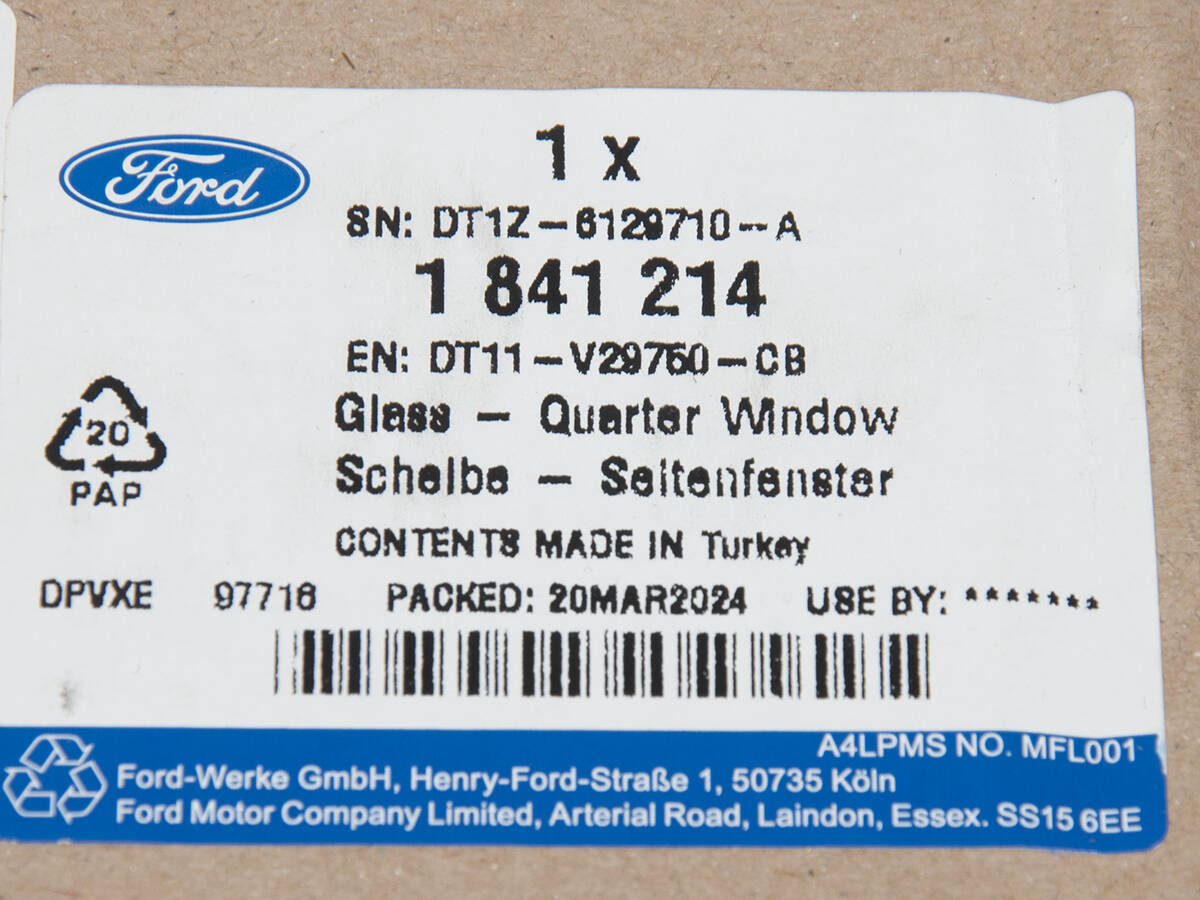 Ford
1 x
SN: DT1Z-6129710-A
1 841 214
EN: DT11-V29750-CB
Glass - Quarter Window
Scheibe - Seitenfenster
20
PAP
CONTENTS MADE IN Turkey
DPVXE 97716 PACKED: 20MAR2024 USE BY: *******
A4LPMS NO. MFL001
Ford-Werke GmbH, Henry-Ford-Straße 1, 50735 Köln
Ford Motor Company Limited, Arterial Road, Laindon, Essex. SS15 6EE